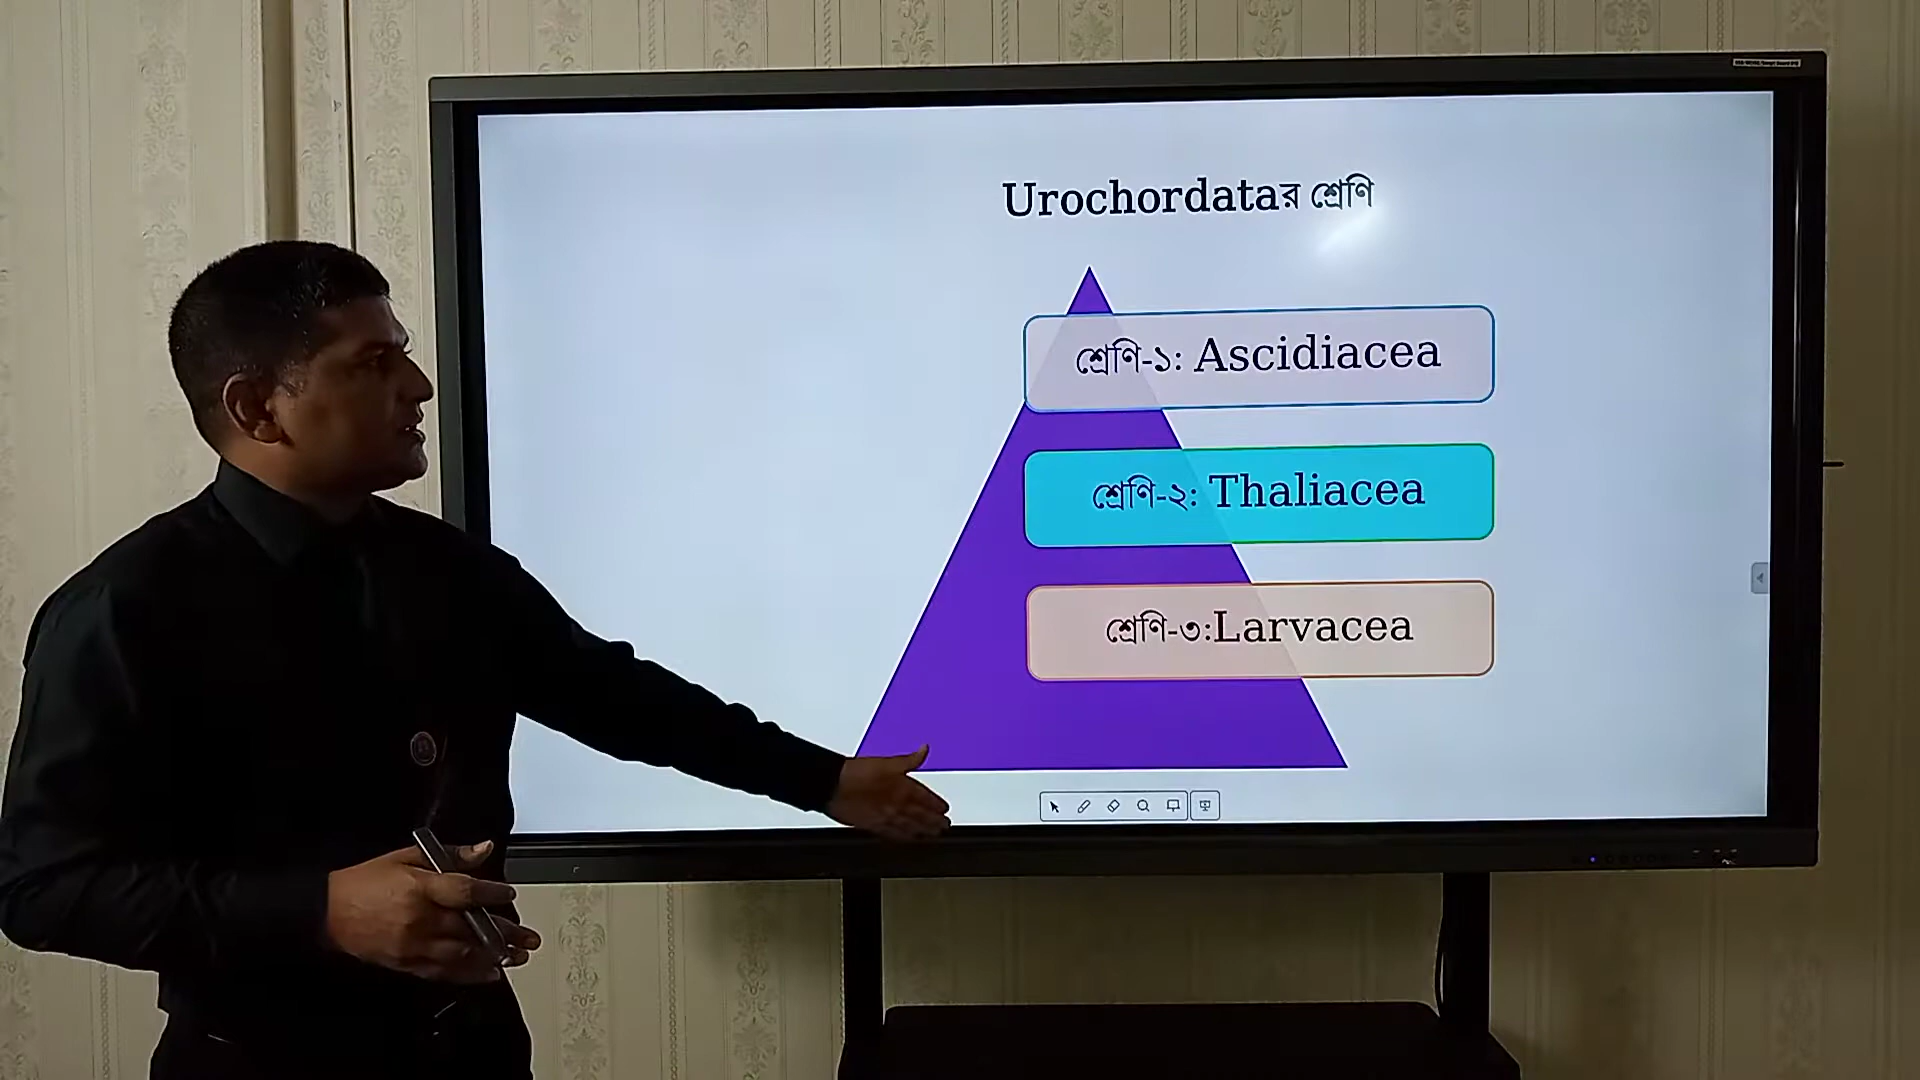 Urochordataর শ্রেণি
শ্রেণি-১: Ascidiacea
শ্রেণি-২: Thaliacea
শ্রেণি-৩:Larvacea